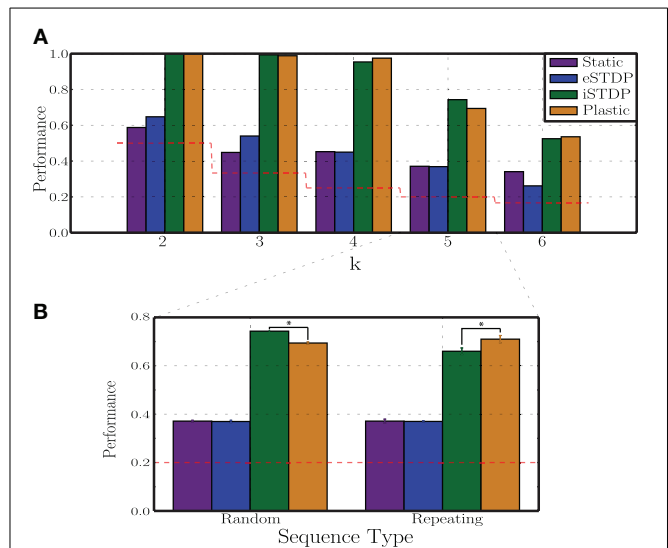 A
Performance
1.0
0.8
0.6
0.4
0.2
0.0
2 3 4 5 6
k
Static
eSTDP
iSTDP
Plastic
B
Performance
0.8
0.6
0.4
0.2
0.0
* *
Random Repeating
Sequence Type